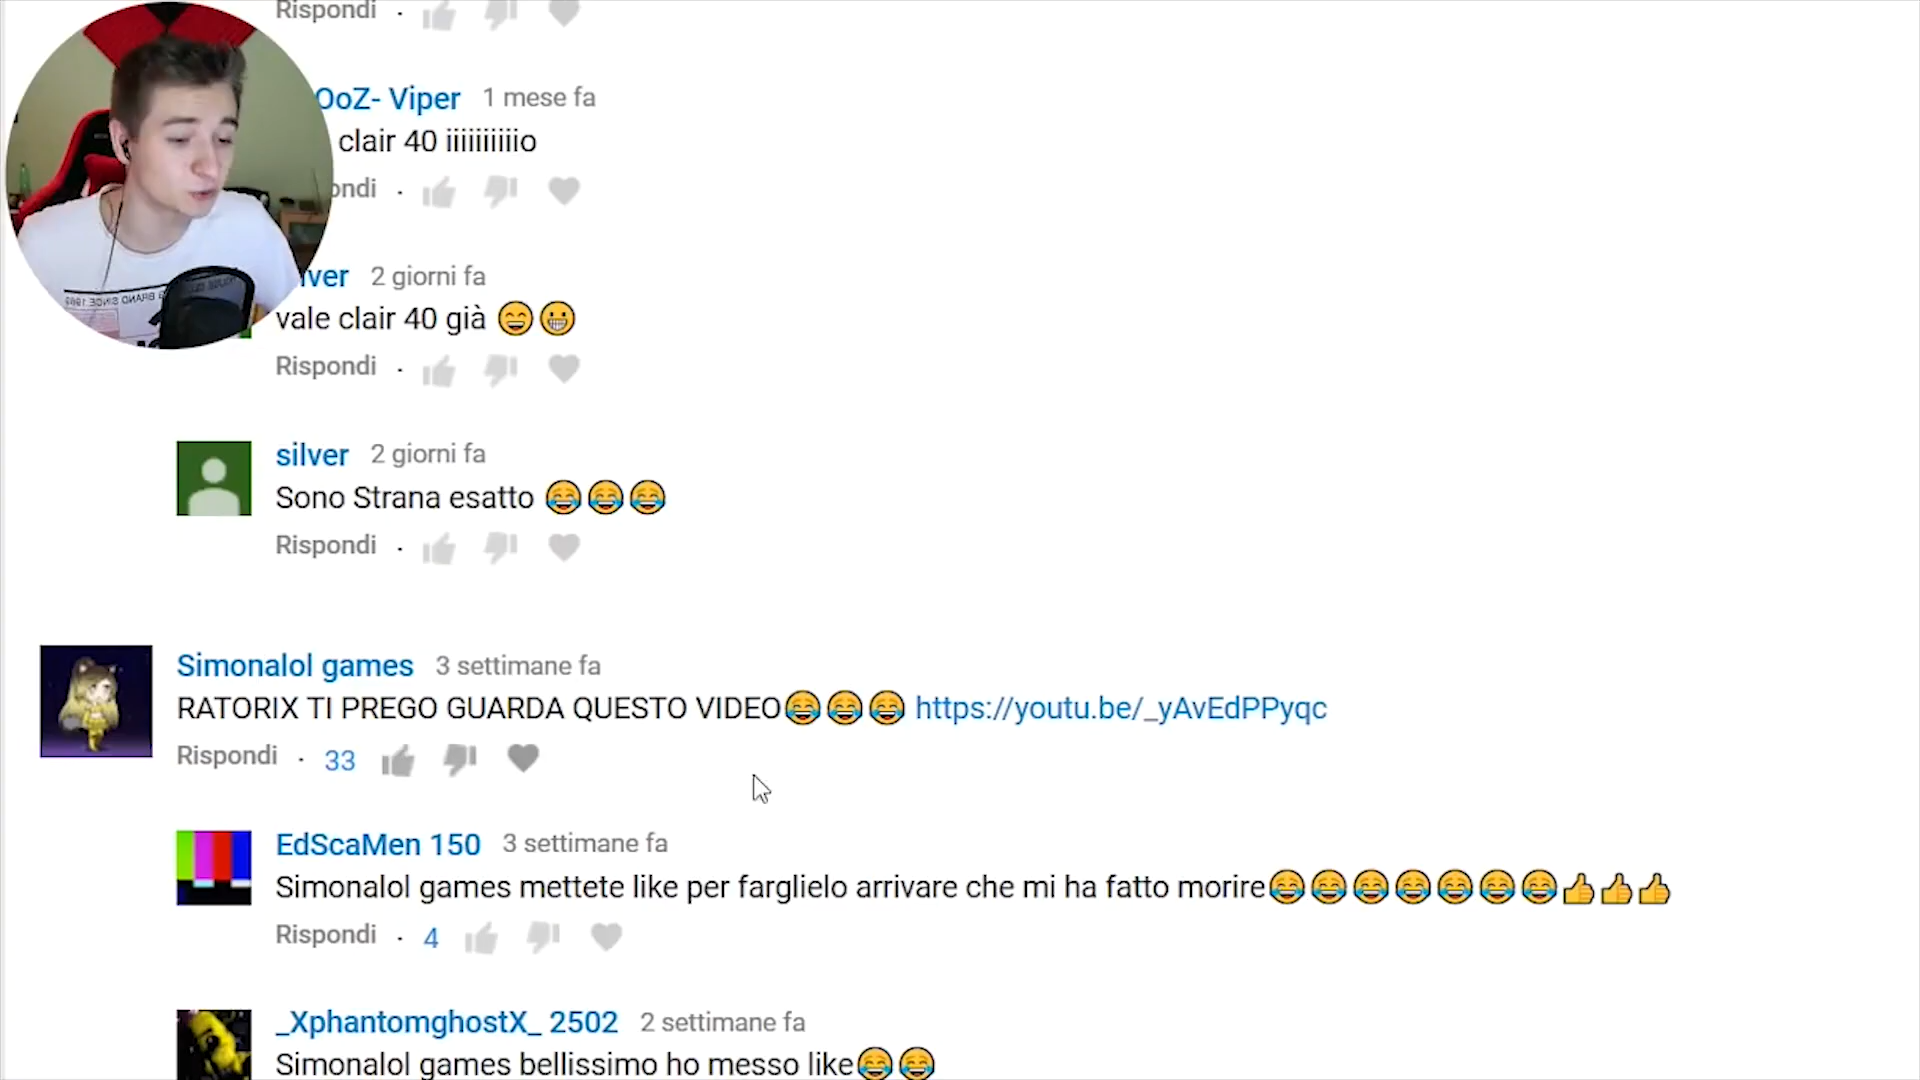 Rispondi ·
OoZ- Viper 1 mese fa
clair 40 iiiiiiiiiio
ondi ·
lver 2 giorni fa
vale clair 40 già 😄😀
Rispondi ·
silver 2 giorni fa
Sono Strana esatto 😂😂😂
Rispondi ·
Simonalol games 3 settimane fa
RATORIX TI PREGO GUARDA QUESTO VIDEO😂😂😂 https://youtu.be/_yAvEdPPyqc
Rispondi · 33
EdScaMen 150 3 settimane fa
Simonalol games mettete like per farglielo arrivare che mi ha fatto morire😂😂😂😂😂😂😂👍👍👍
Rispondi · 4
_XphantomghostX_ 2502 2 settimane fa
Simonalol games bellissimo ho messo like😂😂